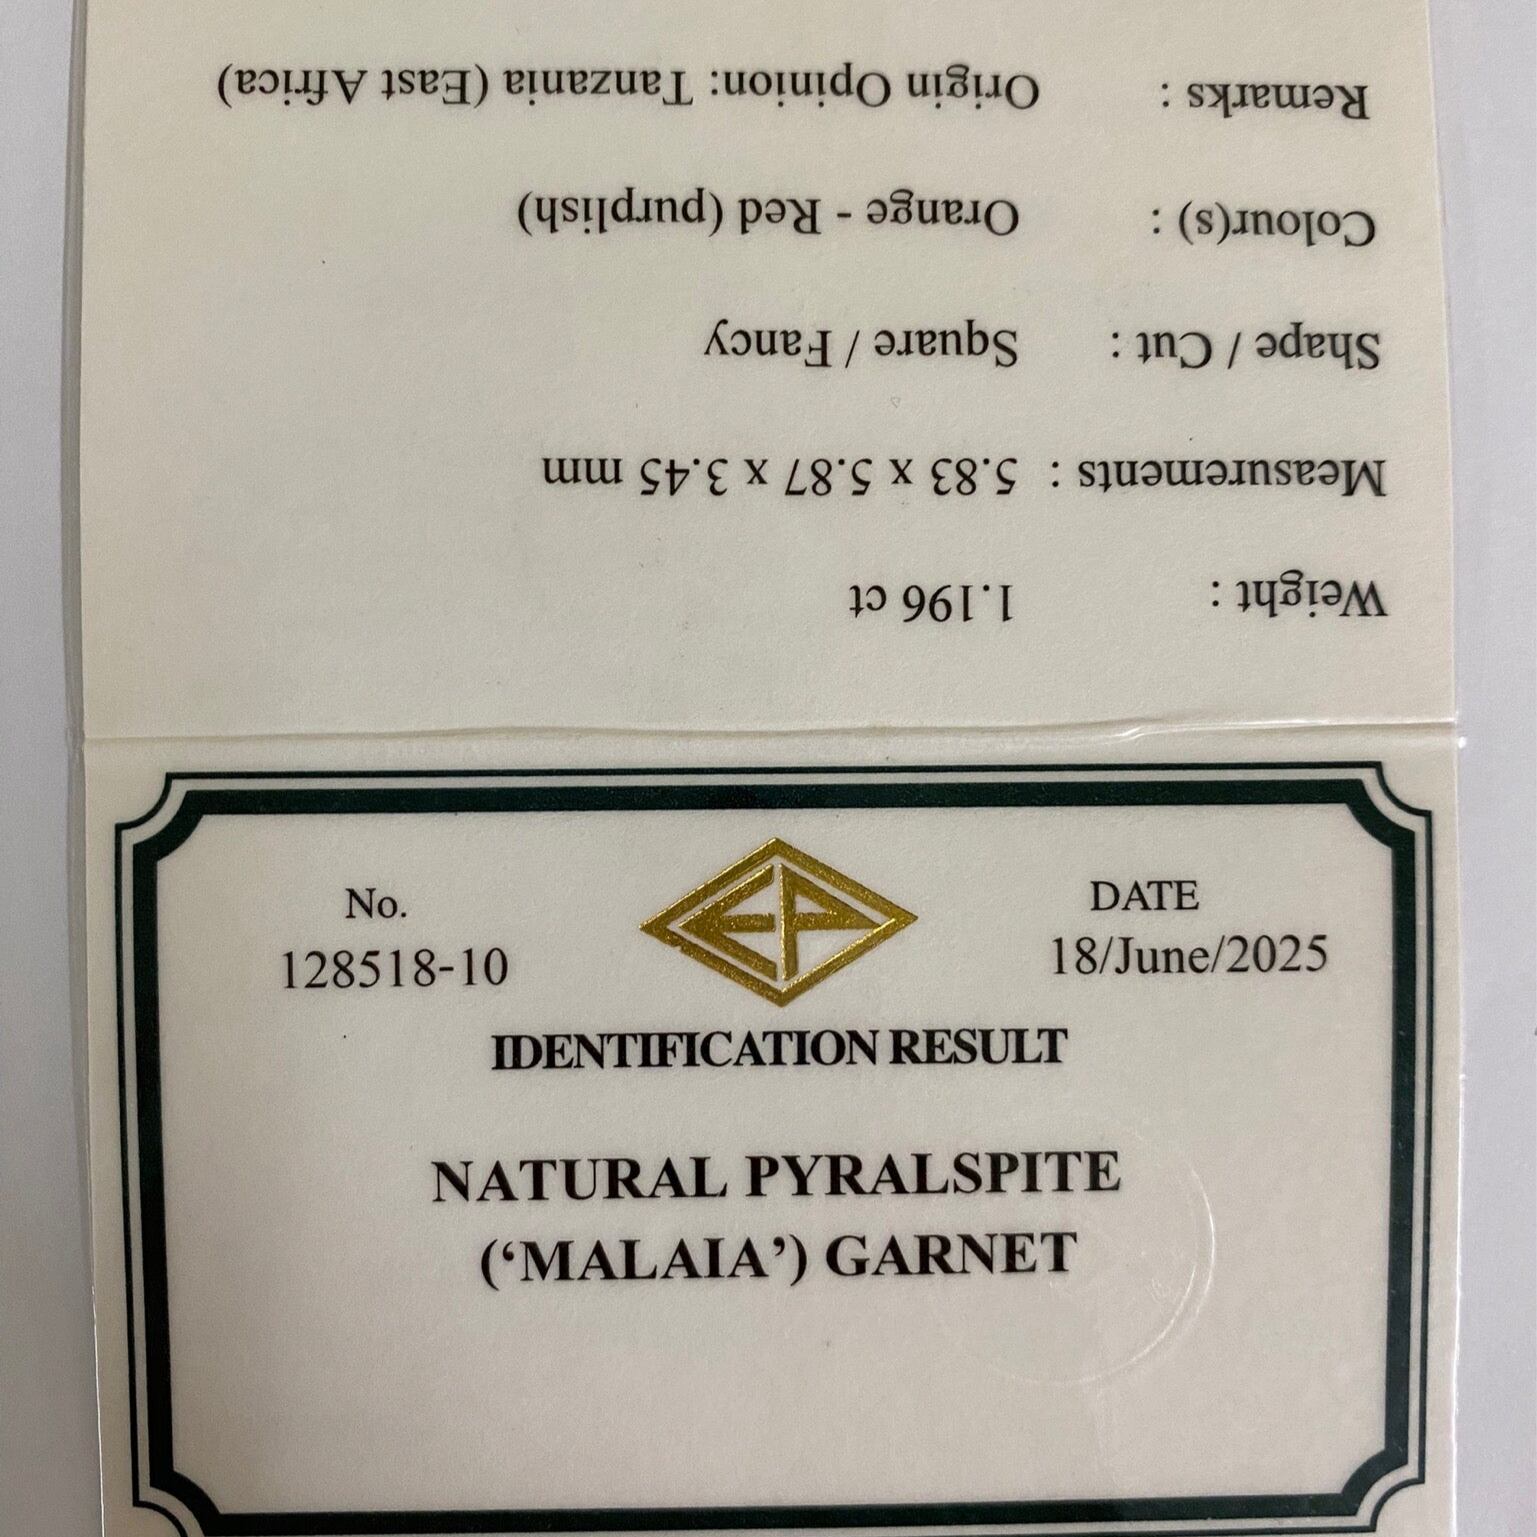 Weight : 1.196 ct
Measurements : 5.83 x 5.87 x 3.45 mm
Shape / Cut : Square / Fancy
Colour(s) : Orange - Red (purplish)
Remarks : Origin Opinion: Tanzania (East Africa)
No.
128518-10
EP
DATE
18/June/2025
IDENTIFICATION RESULT
NATURAL PYRALSPITE
(‘MALAIA’) GARNET